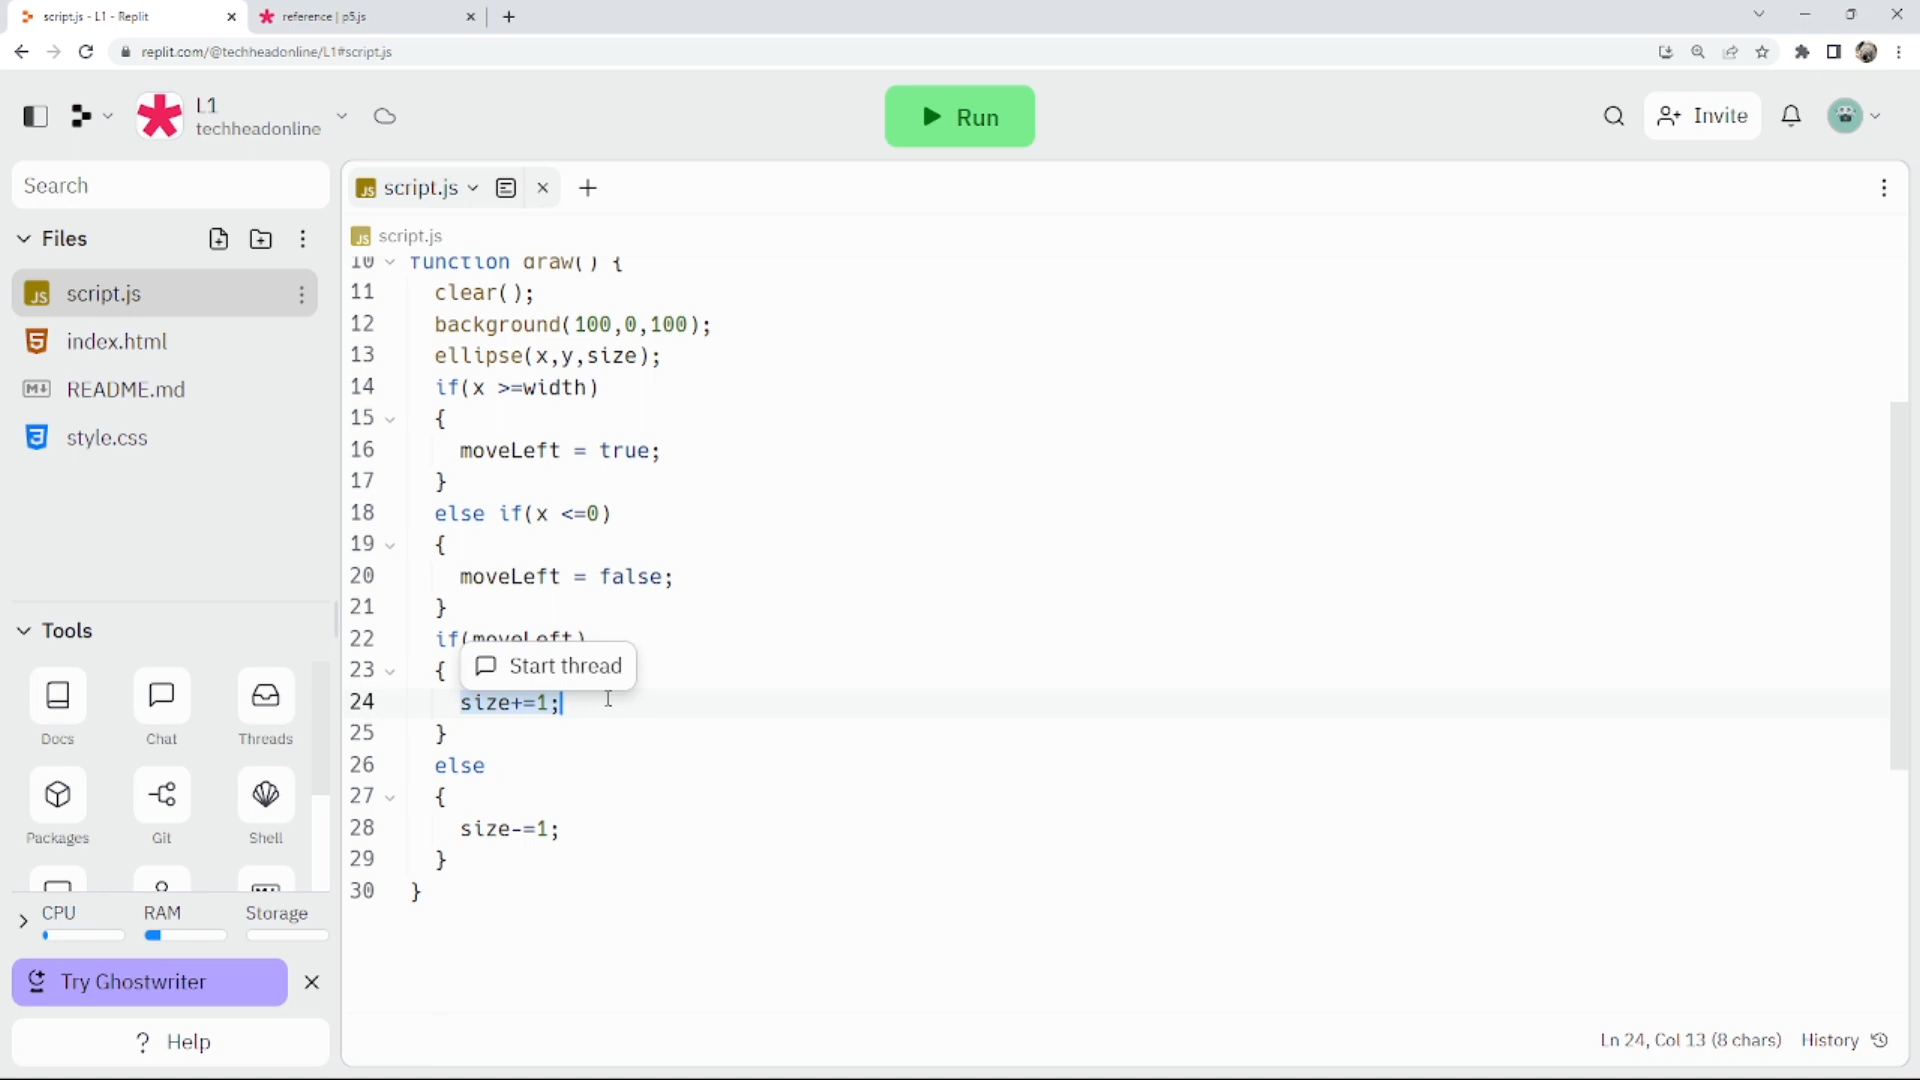 script.js - L1 - Replit
reference | p5.js
replit.com/@techheadonline/L1#script.js
L1
techheadonline
Run
Invite
Search
Files
script.js
index.html
README.md
style.css
Tools
Docs
Chat
Threads
Packages
Git
Shell
CPU
RAM
Storage
Try Ghostwriter
? Help
script.js
script.js
10 function draw() {
11 clear();
12 background(100,0,100);
13 ellipse(x,y,size);
14 if(x >=width)
15 {
16 moveLeft = true;
17 }
18 else if(x <=0)
19 {
20 moveLeft = false;
21 }
22 if(moveLeft)
Start thread
23 {
24 size+=1;
25 }
26 else
27 {
28 size-=1;
29 }
30 }
Ln 24, Col 13 (8 chars) History